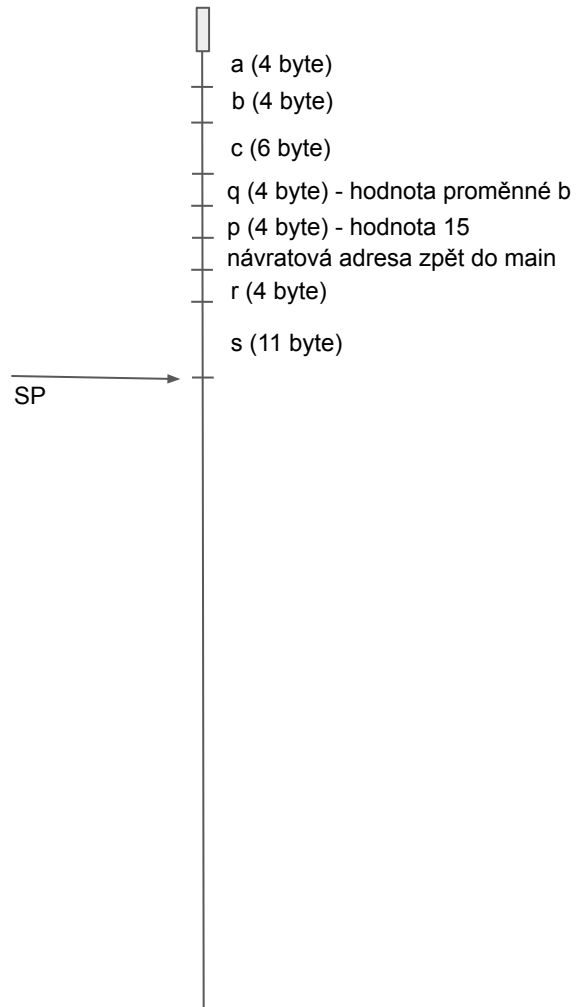 a (4 byte)
b (4 byte)
c (6 byte)
q (4 byte) - hodnota proměnné b
p (4 byte) - hodnota 15
návratová adresa zpět do main
r (4 byte)
s (11 byte)
SP